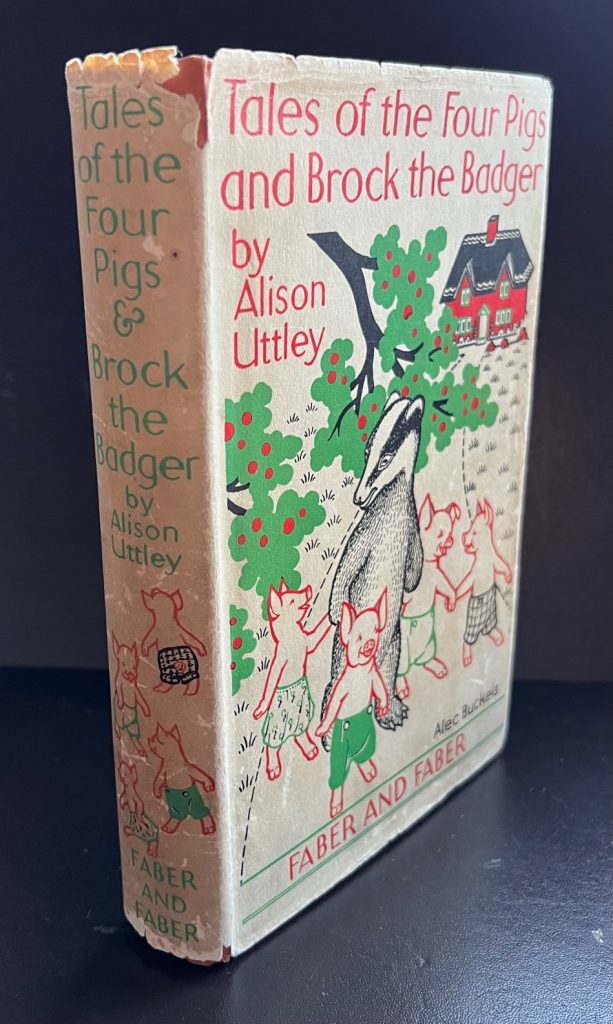 Tales
of the
Four
Pigs
&
Brock
the
Badger
by
Alison
Uttley
FABER
AND
FABER
Tales of the Four Pigs
and Brock the Badger
by
Alison
Uttley
Alec Buckels
FABER AND FABER